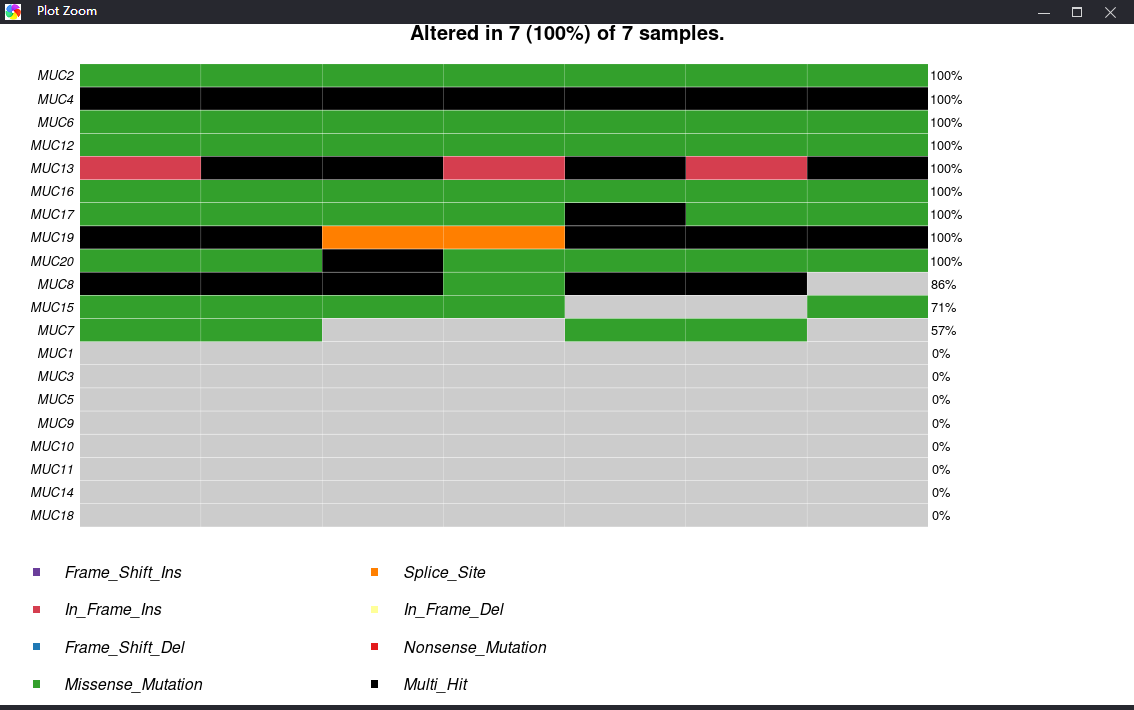 Plot Zoom
Altered in 7 (100%) of 7 samples.
MUC2 100%
MUC4 100%
MUC6 100%
MUC12 100%
MUC13 100%
MUC16 100%
MUC17 100%
MUC19 100%
MUC20 100%
MUC8 86%
MUC15 71%
MUC7 57%
MUC1 0%
MUC3 0%
MUC5 0%
MUC9 0%
MUC10 0%
MUC11 0%
MUC14 0%
MUC18 0%
Frame_Shift_Ins Splice_Site
In_Frame_Ins In_Frame_Del
Frame_Shift_Del Nonsense_Mutation
Missense_Mutation Multi_Hit